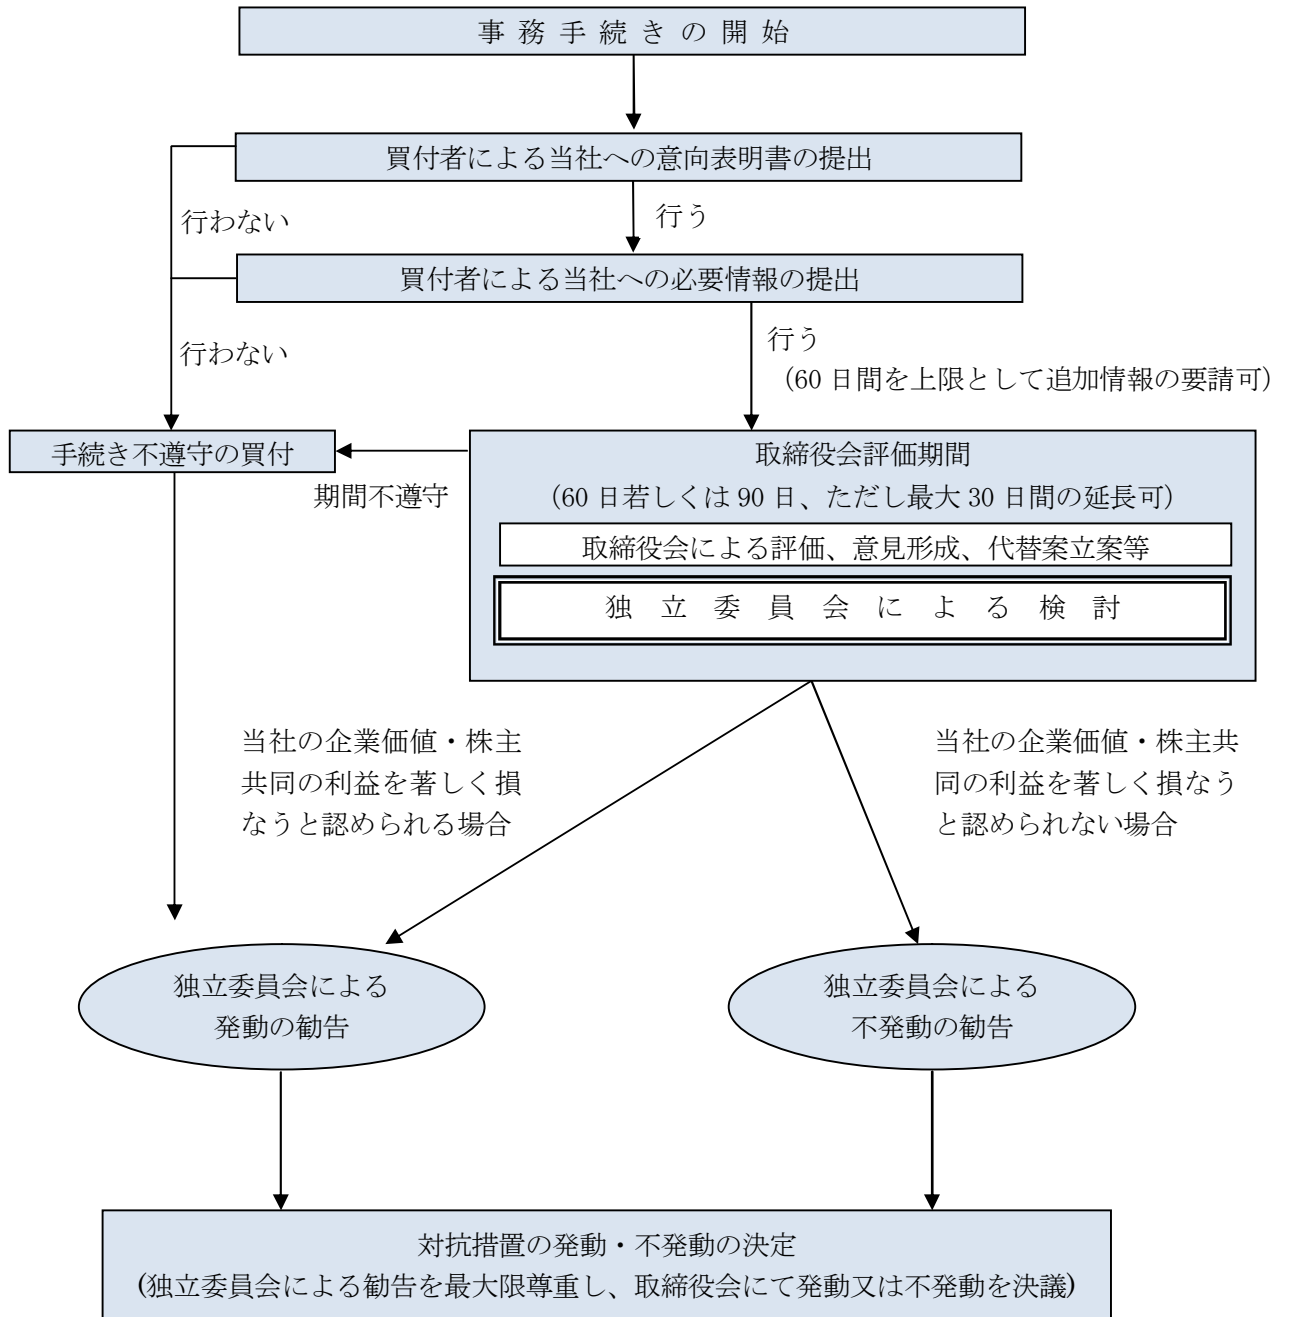 事務手続きの開始
買付者による当社への意向表明書の提出
行わない
行う
買付者による当社への必要情報の提出
行わない
行う
（60 日間を上限として追加情報の要請可）
手続き不遵守の買付
期間不遵守
取締役会評価期間
（60 日若しくは 90 日、ただし最大 30 日間の延長可）
取締役会による評価、意見形成、代替案立案等
独立委員会による検討
当社の企業価値・株主
共同の利益を著しく損
なうと認められる場合
当社の企業価値・株主共
同の利益を著しく損なう
と認められない場合
独立委員会による
発動の勧告
独立委員会による
不発動の勧告
対抗措置の発動・不発動の決定
(独立委員会による勧告を最大限尊重し、取締役会にて発動又は不発動を決議)